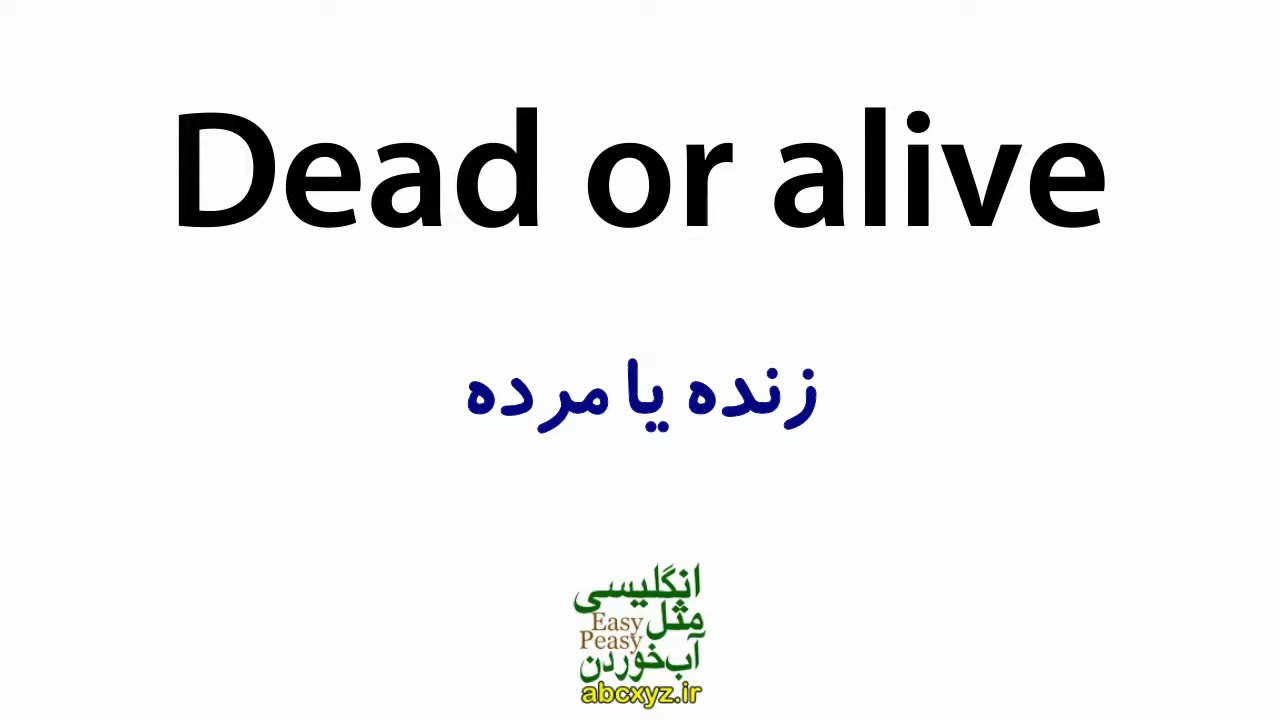 Dead or alive
زنده یا مرده
انگلیسی
مثل Easy
Peasy
آب‌خوردن
abcxyz.ir